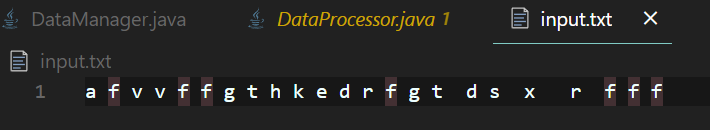 DataManager.java DataProcessor.java 1 input.txt
input.txt
1 a f v v f f g t h k e d r f g t  d s  x   r  f f f